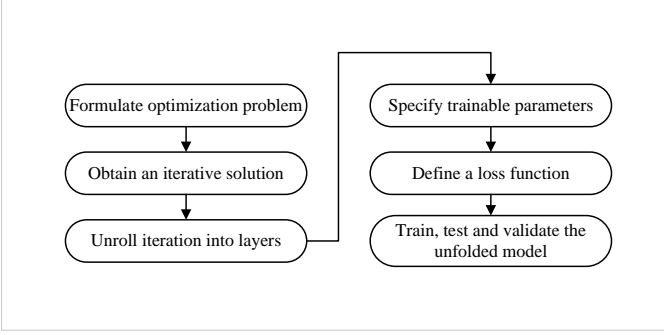 Formulate optimization problem
Obtain an iterative solution
Unroll iteration into layers
Specify trainable parameters
Define a loss function
Train, test and validate the
unfolded model